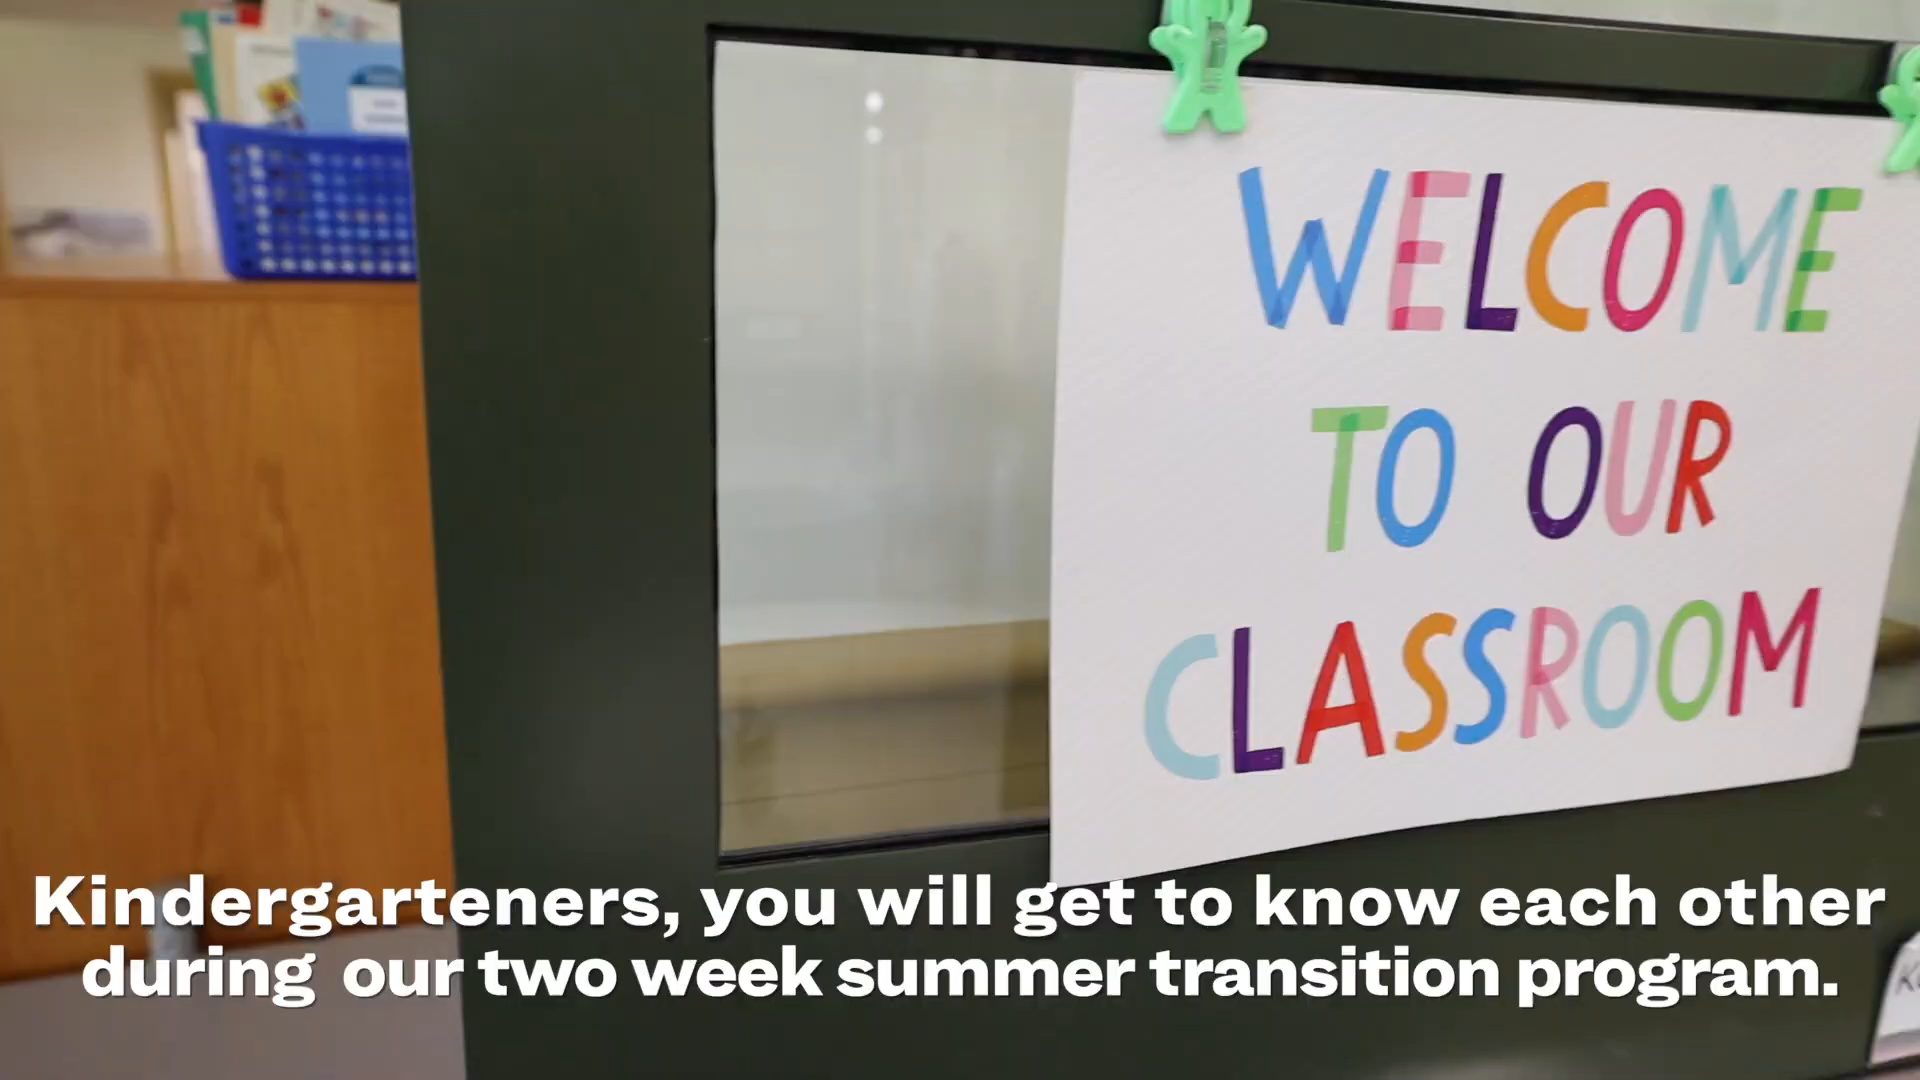 WELCOME
TO OUR
CLASSROOM
Kindergarteners, you will get to know each other
during our two week summer transition program.